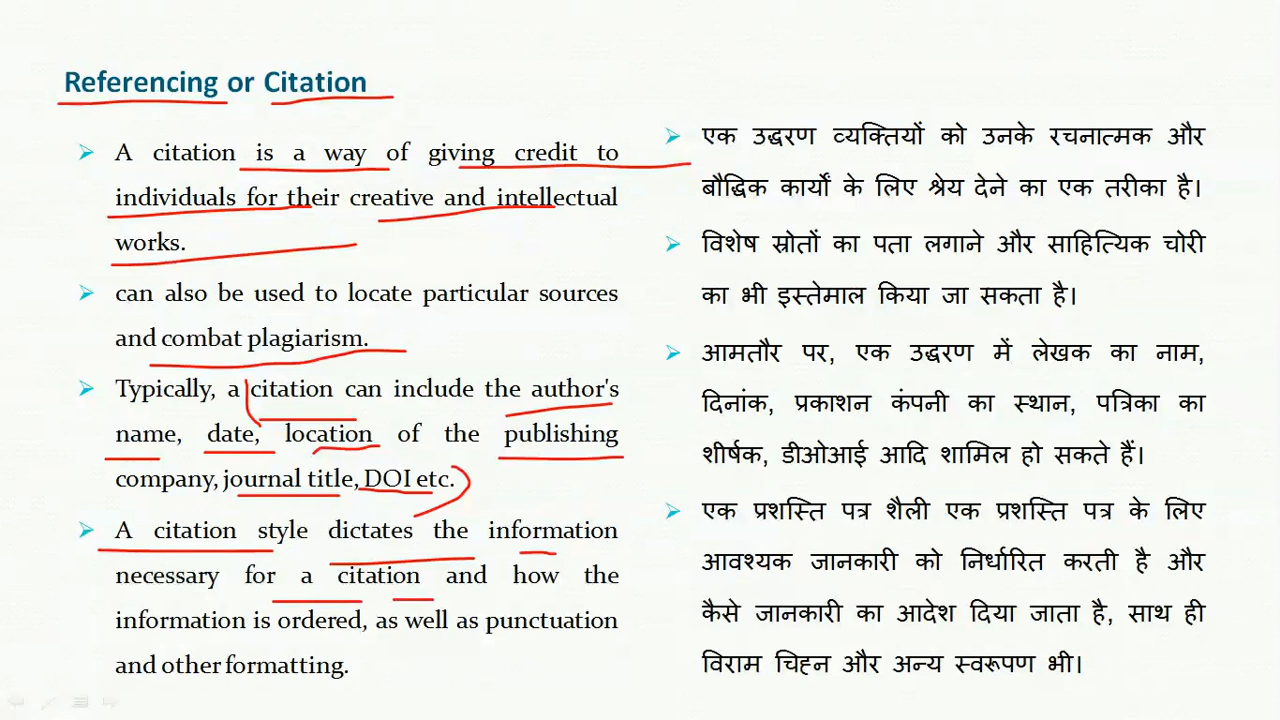 Referencing or Citation
A citation is a way of giving credit to
individuals for their creative and intellectual
works.
can also be used to locate particular sources
and combat plagiarism.
Typically, a citation can include the author's
name, date, location of the publishing
company, journal title, DOI etc.
A citation style dictates the information
necessary for a citation and how the
information is ordered, as well as punctuation
and other formatting.
एक उद्धरण व्यक्तियों को उनके रचनात्मक और
बौद्धिक कार्यों के लिए श्रेय देने का एक तरीका है।
विशेष स्रोतों का पता लगाने और साहित्यिक चोरी
का भी इस्तेमाल किया जा सकता है।
आमतौर पर, एक उद्धरण में लेखक का नाम,
दिनांक, प्रकाशन कंपनी का स्थान, पत्रिका का
शीर्षक, डीओआई आदि शामिल हो सकते हैं।
एक प्रशस्ति पत्र शैली एक प्रशस्ति पत्र के लिए
आवश्यक जानकारी को निर्धारित करती है और
कैसे जानकारी का आदेश दिया जाता है, साथ ही
विराम चिह्न और अन्य स्वरूपण भी।